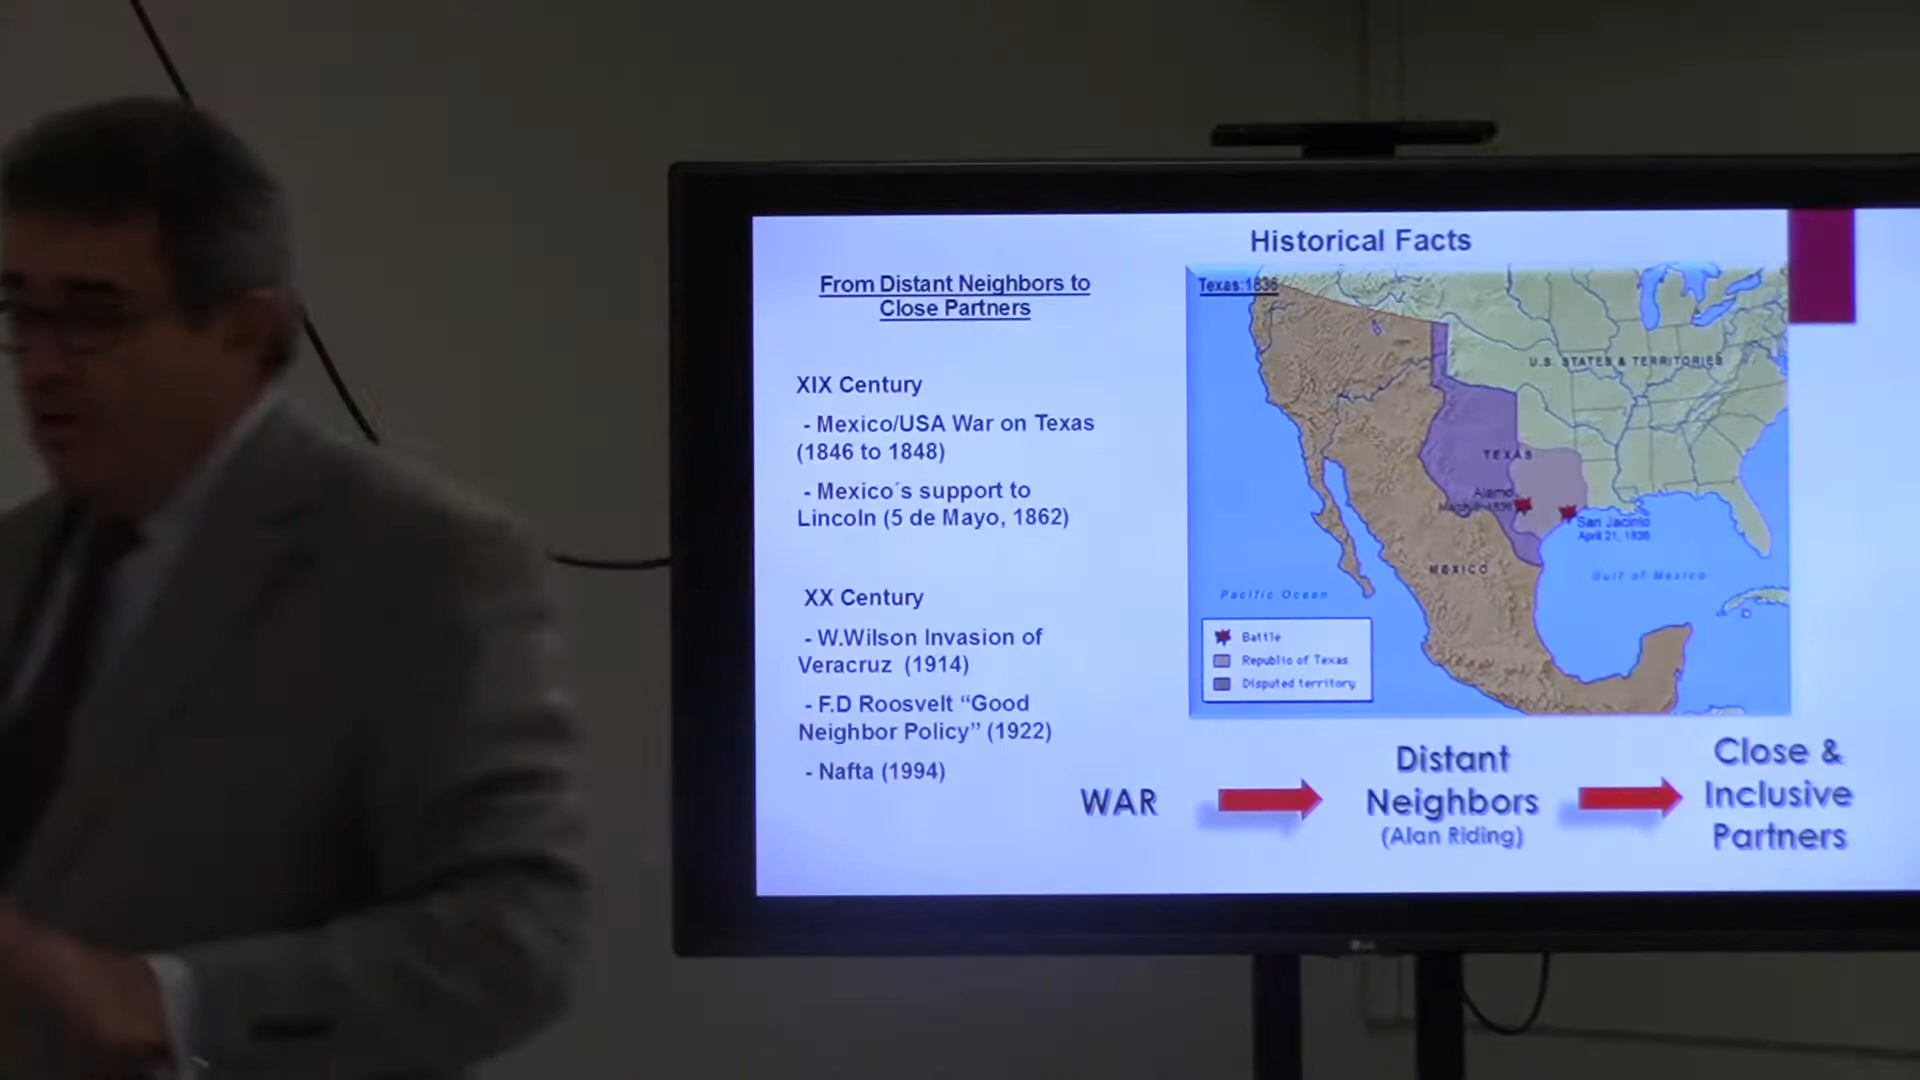 Historical Facts
From Distant Neighbors to
Close Partners
XIX Century
- Mexico/USA War on Texas
(1846 to 1848)
- Mexico´s support to
Lincoln (5 de Mayo, 1862)
XX Century
- W.Wilson Invasion of
Veracruz (1914)
- F.D Roosvelt “Good
Neighbor Policy” (1922)
- Nafta (1994)
Texas:1836
U.S. STATES & TERRITORIES
TEXAS
Alamo
San Jacinto
April 21, 1836
MEXICO
Gulf of Mexico
Pacific Ocean
Battle
Republic of Texas
Disputed territory
WAR
Distant
Neighbors
(Alan Riding)
Close &
Inclusive
Partners
LG